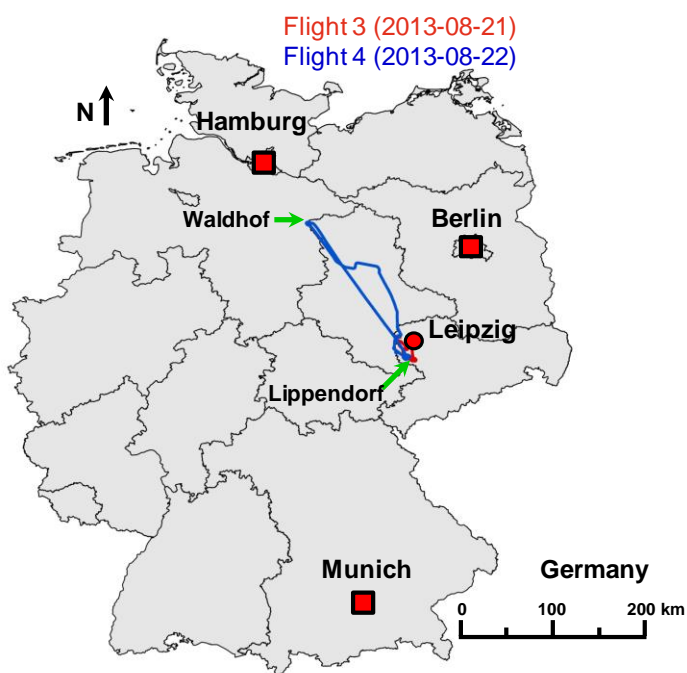 Flight 3 (2013-08-21)
Flight 4 (2013-08-22)
N
Hamburg
Waldhof
Berlin
Leipzig
Lippendorf
Munich
Germany
0 100 200 km